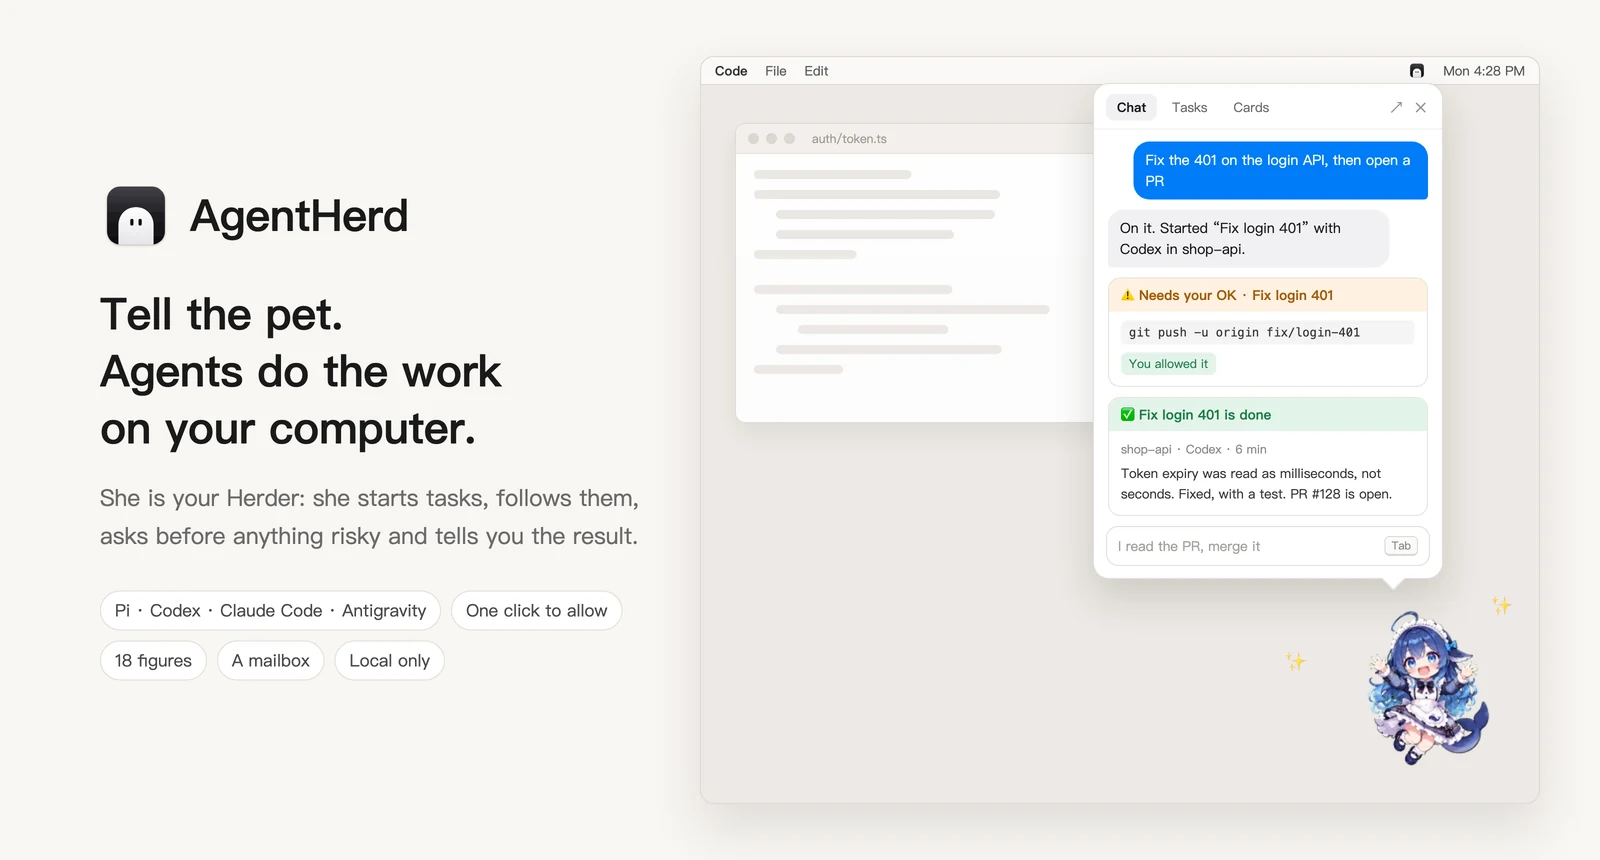 AgentHerd
Tell the pet.
Agents do the work
on your computer.
She is your Herder: she starts tasks, follows them,
asks before anything risky and tells you the result.
Pi · Codex · Claude Code · Antigravity
One click to allow
18 figures
A mailbox
Local only
Code File Edit
Mon 4:28 PM
auth/token.ts
Chat Tasks Cards
Fix the 401 on the login API, then open a
PR
On it. Started “Fix login 401” with
Codex in shop-api.
⚠️ Needs your OK · Fix login 401
git push -u origin fix/login-401
You allowed it
✅ Fix login 401 is done
shop-api · Codex · 6 min
Token expiry was read as milliseconds, not
seconds. Fixed, with a test. PR #128 is open.
I read the PR, merge it
Tab